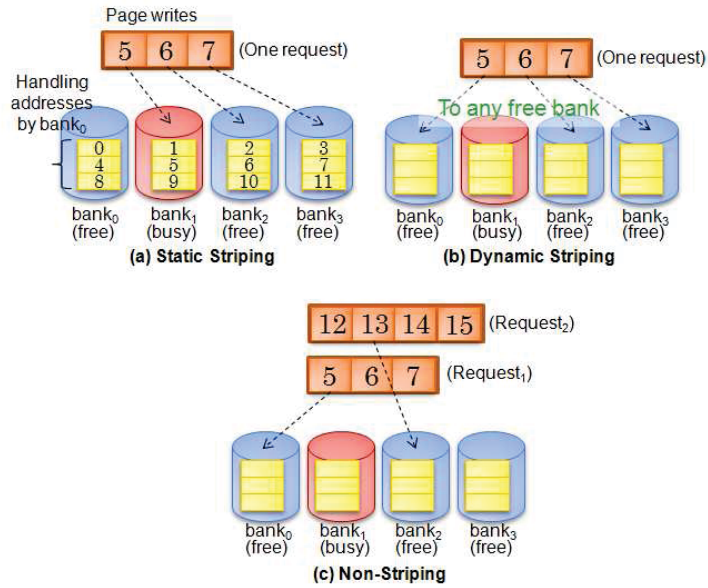 Page writes
5 6 7 (One request)
Handling
addresses
by bank0
0 1 2 3
4 5 6 7
8 9 10 11
bank0 bank1 bank2 bank3
(free) (busy) (free) (free)
(a) Static Striping
5 6 7 (One request)
To any free bank
bank0 bank1 bank2 bank3
(free) (busy) (free) (free)
(b) Dynamic Striping
12 13 14 15 (Request2)
5 6 7 (Request1)
bank0 bank1 bank2 bank3
(free) (busy) (free) (free)
(c) Non-Striping